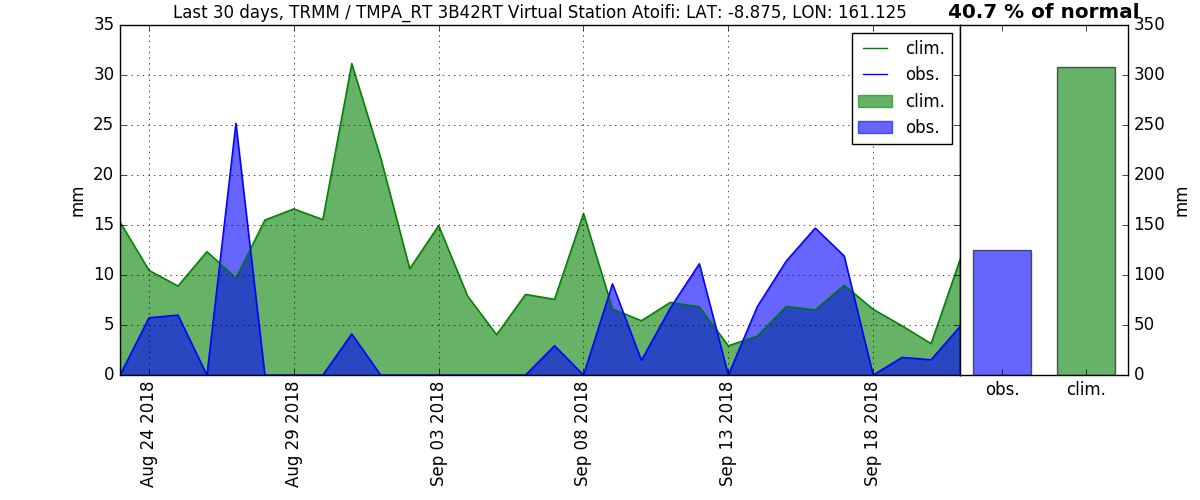 Last 30 days, TRMM / TMPA_RT 3B42RT Virtual Station Atoifi: LAT: -8.875, LON: 161.125
40.7 % of normal
35
30
25
20
15
10
5
0
mm
clim.
obs.
clim.
obs.
Aug 24 2018
Aug 29 2018
Sep 03 2018
Sep 08 2018
Sep 13 2018
Sep 18 2018
350
300
250
200
150
100
50
0
mm
obs.
clim.